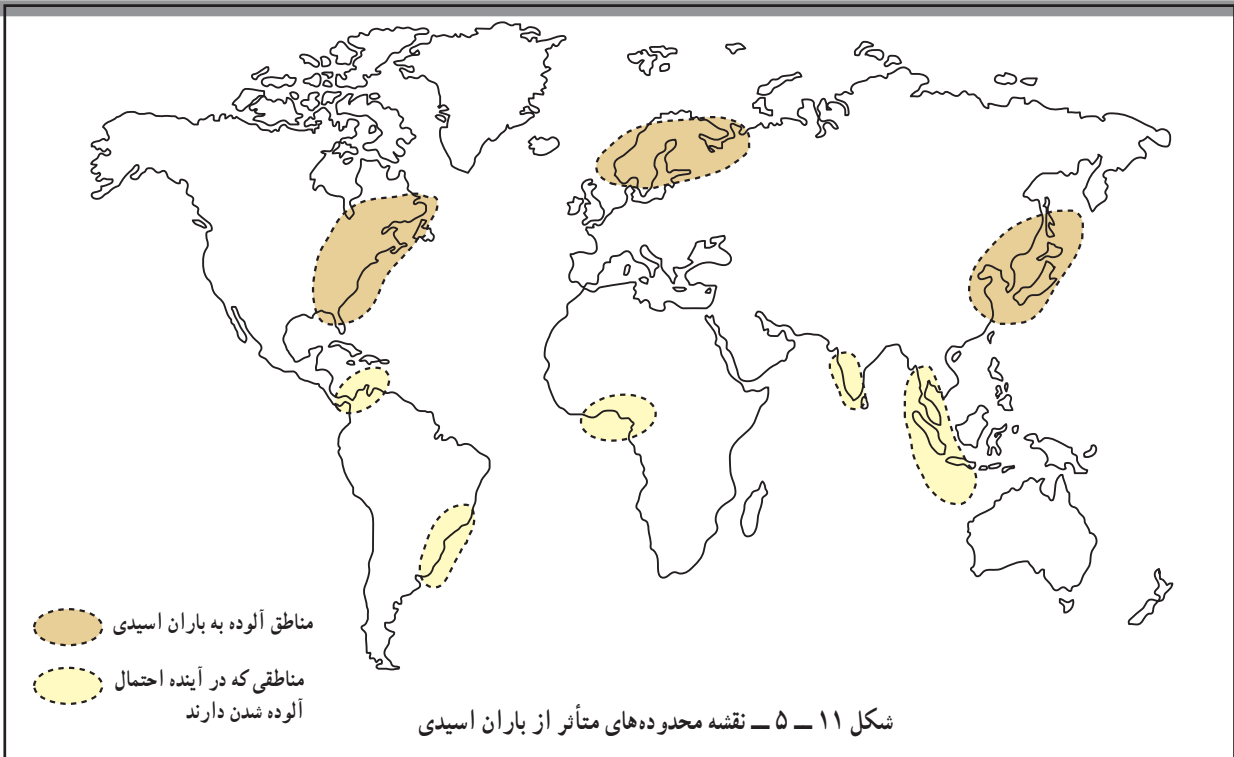 مناطق آلوده به باران اسیدی
مناطقی که در آینده احتمال
آلوده شدن دارند
شکل ۱۱ ــ ۵ ــ نقشه محدوده‌های متأثر از باران اسیدی